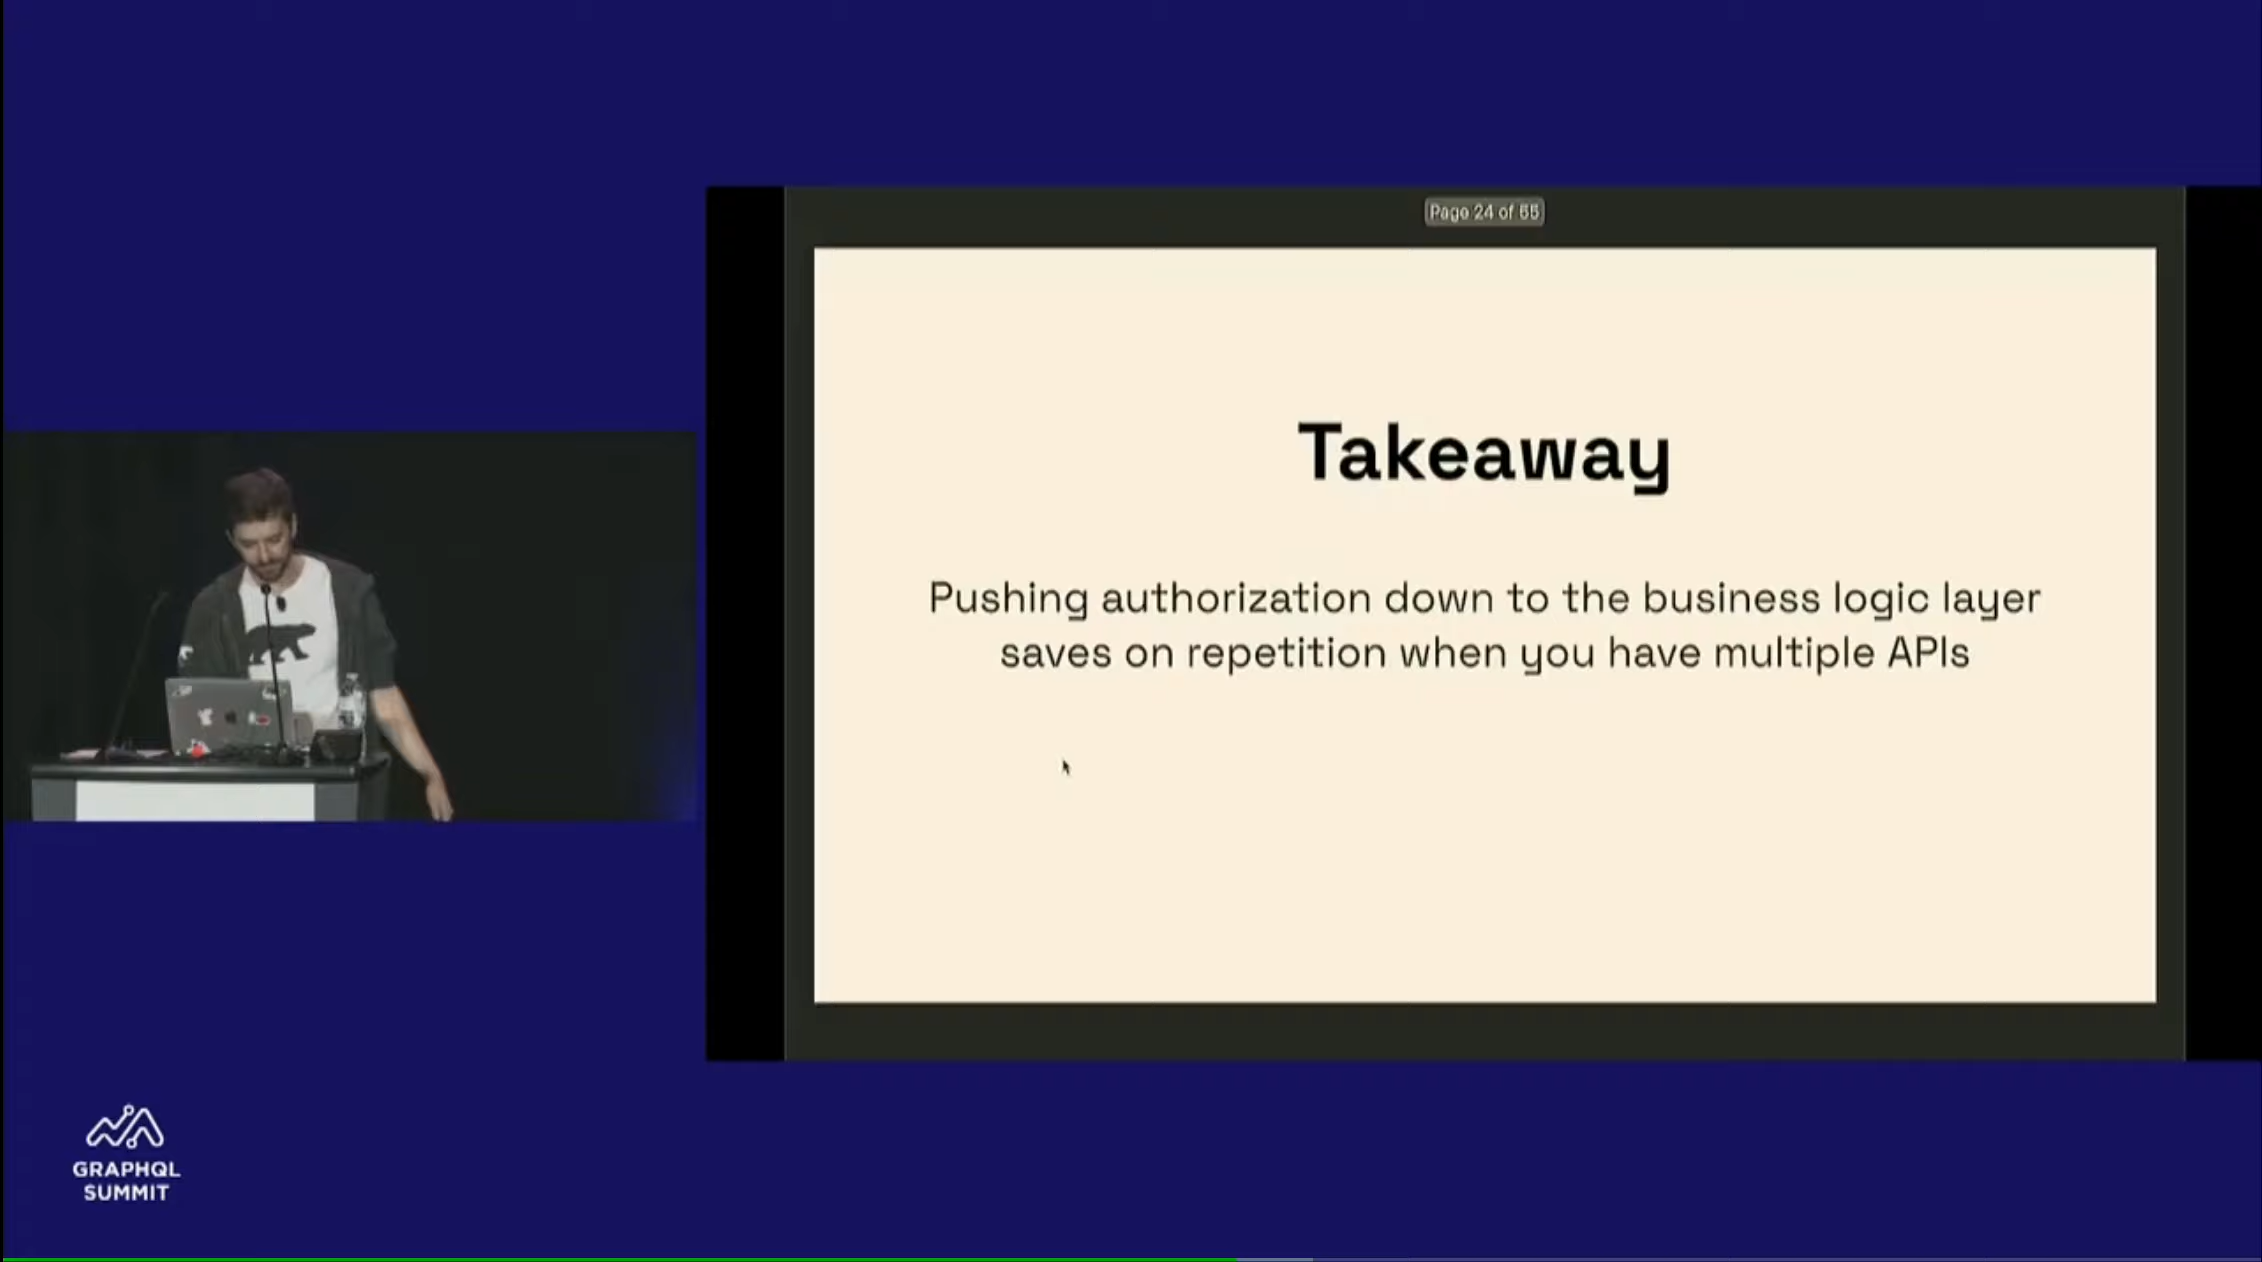 Page 24 of 55
Takeaway
Pushing authorization down to the business logic layer
saves on repetition when you have multiple APIs
GRAPHQL
SUMMIT